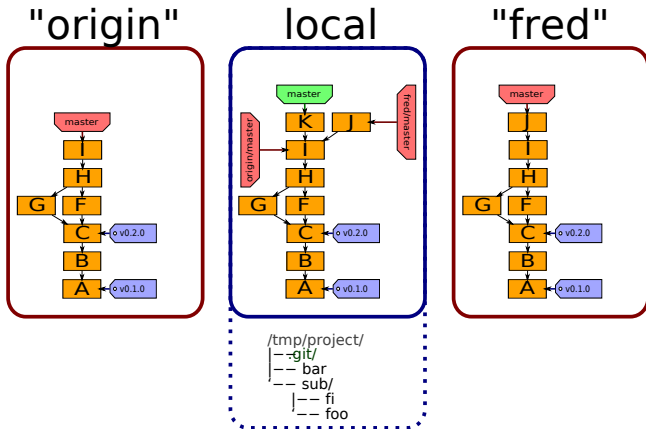 "origin"
master
I
H
G
F
C
v0.2.0
B
A
v0.1.0
local
master
fred/master
K
J
origin/master
I
H
G
F
C
v0.2.0
B
A
v0.1.0
/tmp/project/
|−−.git/
|−− bar
`−− sub/
|−− fi
`−− foo
"fred"
master
J
I
H
G
F
C
v0.2.0
B
A
v0.1.0